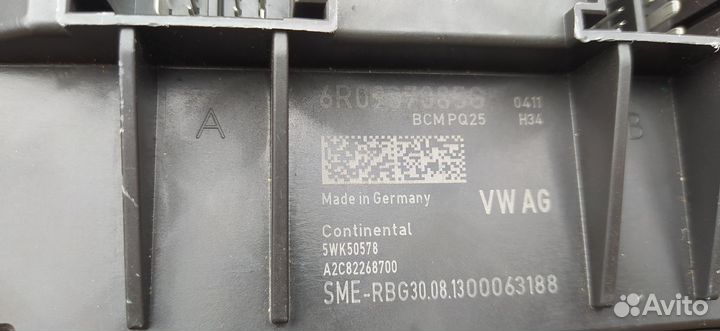 6R0937085G 0411
BCM PQ25 H34
A
B
Made in Germany VW AG
Continental
5WK50578
A2C82268700
SME-RBG30.08.1300063188
Avito